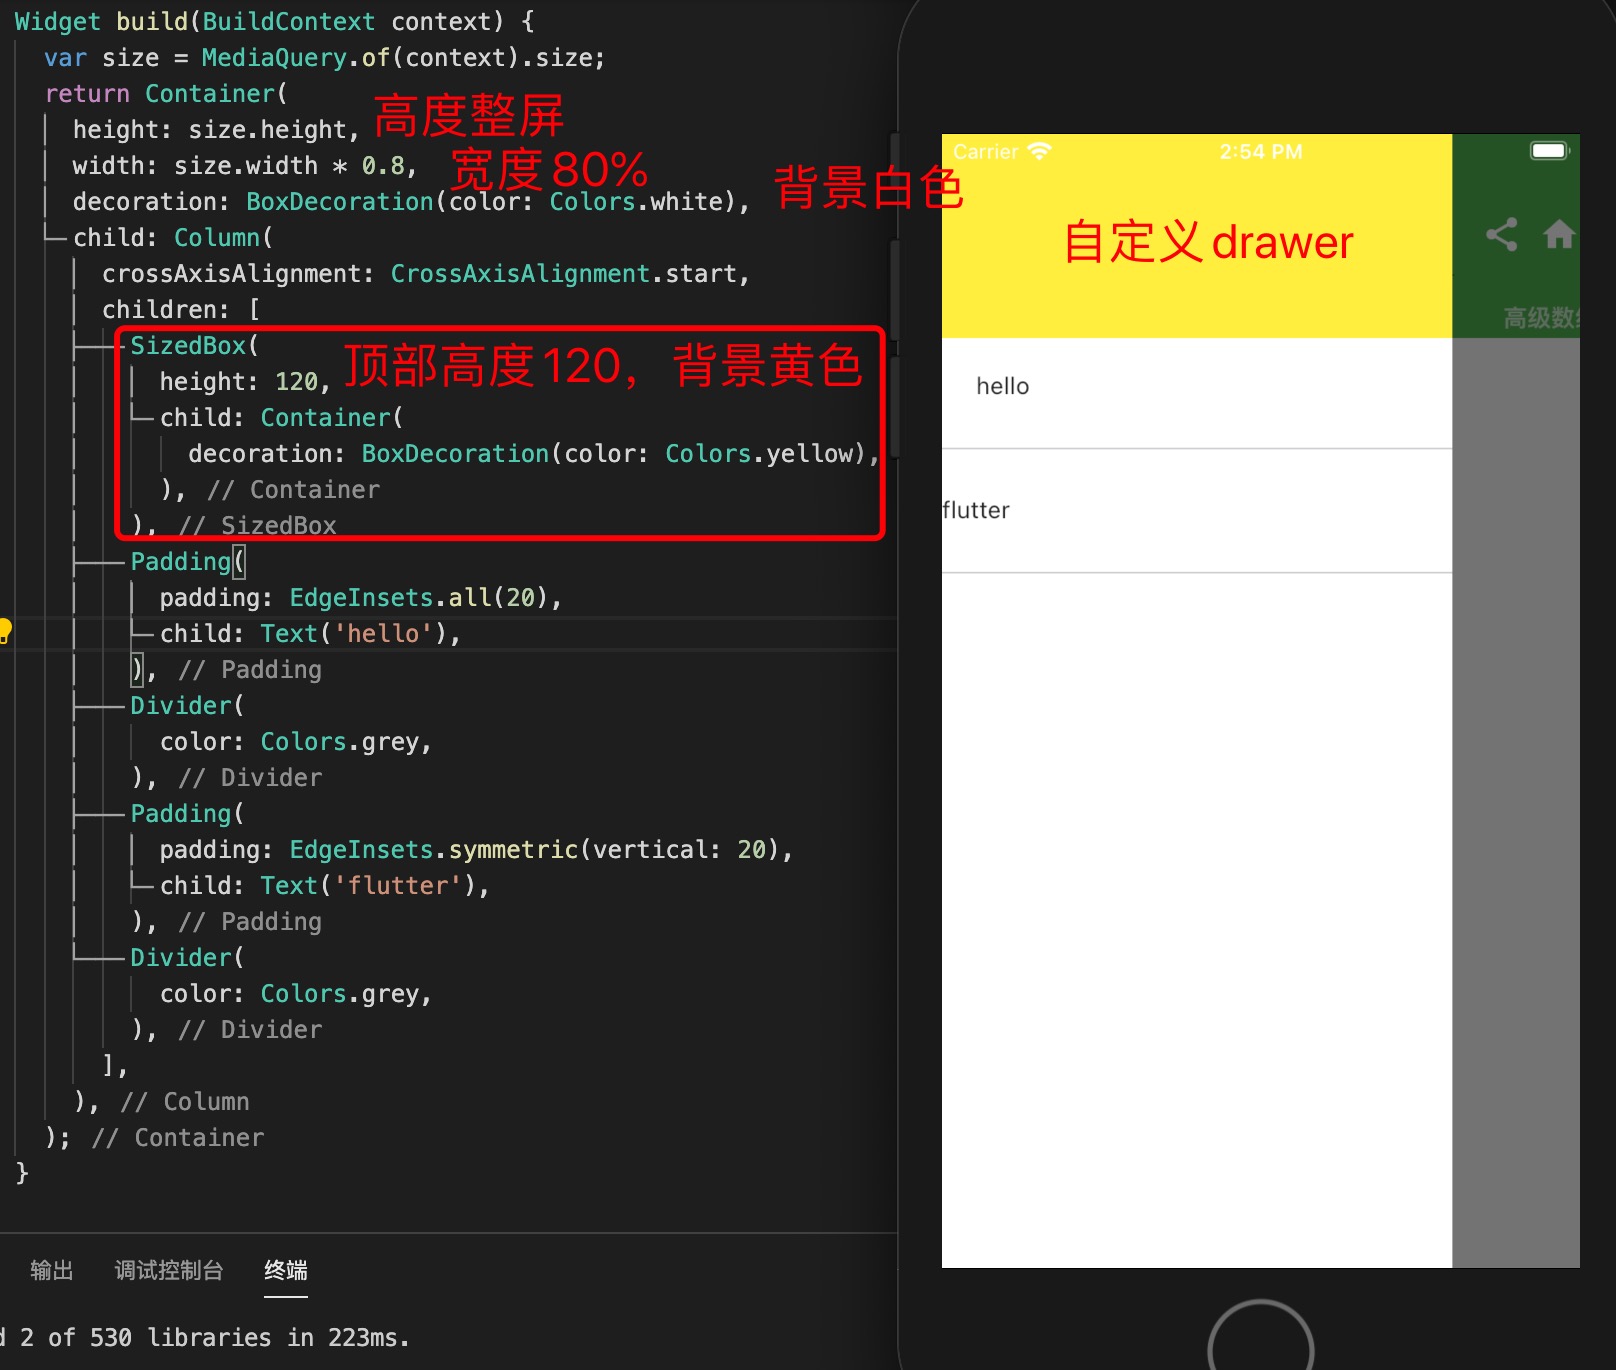 Widget build(BuildContext context) {
var size = MediaQuery.of(context).size;
return Container(
height: size.height, 高度整屏
width: size.width * 0.8, 宽度80%
decoration: BoxDecoration(color: Colors.white), 背景白色
child: Column(
crossAxisAlignment: CrossAxisAlignment.start,
children: [
SizedBox(
height: 120, 顶部高度120，背景黄色
child: Container(
decoration: BoxDecoration(color: Colors.yellow),
), // Container
), // SizedBox
Padding(
padding: EdgeInsets.all(20),
child: Text('hello'),
), // Padding
Divider(
color: Colors.grey,
), // Divider
Padding(
padding: EdgeInsets.symmetric(vertical: 20),
child: Text('flutter'),
), // Padding
Divider(
color: Colors.grey,
), // Divider
],
), // Column
); // Container
}
输出 调试控制台 终端
d 2 of 530 libraries in 223ms.
Carrier 2:54 PM
自定义drawer
高级数
hello
flutter